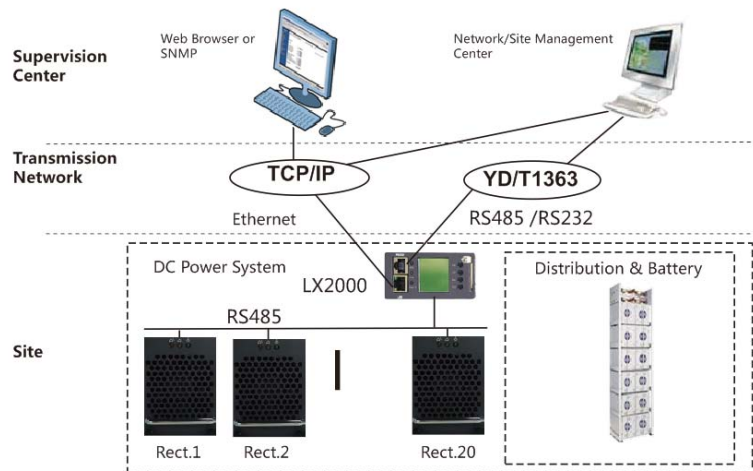 Web Browser or
SNMP
Network/Site Management
Center
Supervision
Center
Transmission
Network
TCP/IP
YD/T1363
Ethernet
RS485 /RS232
DC Power System
Distribution & Battery
LX2000
RS485
Site
Rect.1
Rect.2
Rect.20